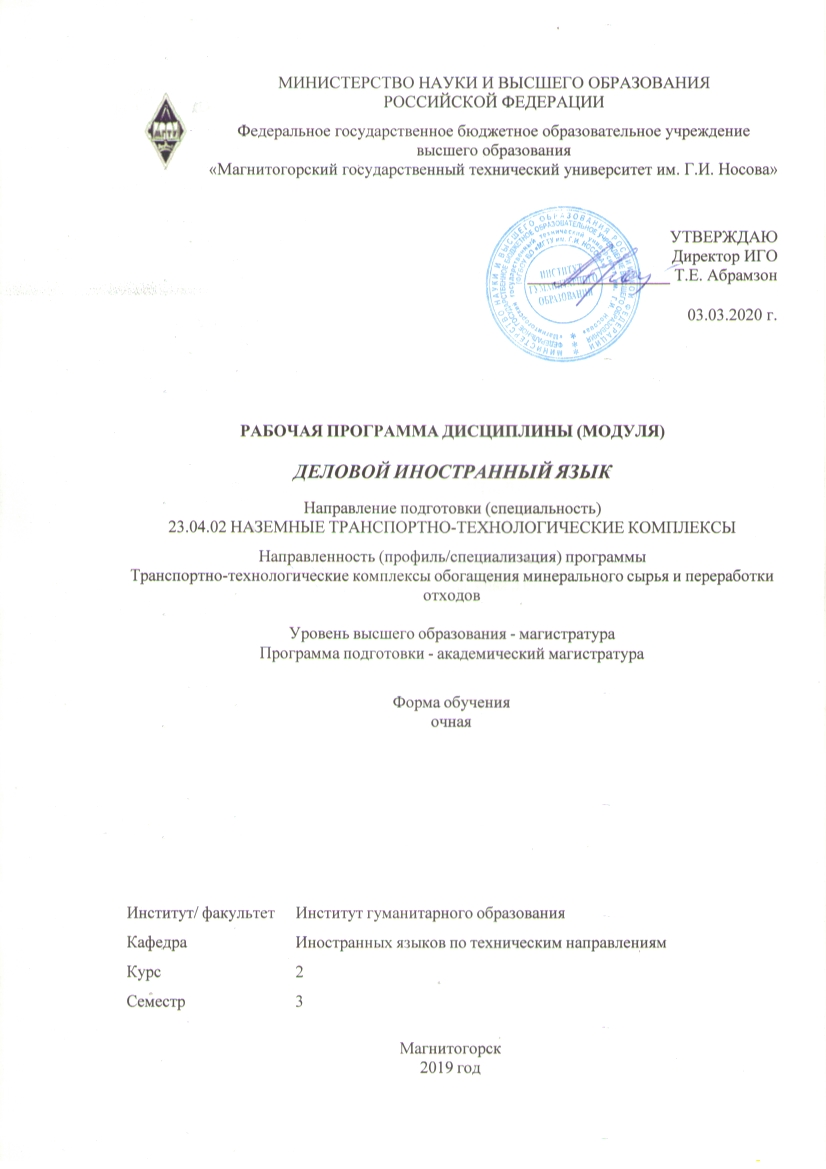 МИНИСТЕРСТВО НАУКИ И ВЫСШЕГО ОБРАЗОВАНИЯ
РОССИЙСКОЙ ФЕДЕРАЦИИ
Федеральное государственное бюджетное образовательное учреждение
высшего образования
«Магнитогорский государственный технический университет им. Г.И. Носова»
УТВЕРЖДАЮ
Директор ИГО
Т.Е. Абрамзон
ИНСТИТУТ
ГУМАНИТАРНОГО
ОБРАЗОВАНИЯ
03.03.2020 г.
РАБОЧАЯ ПРОГРАММА ДИСЦИПЛИНЫ (МОДУЛЯ)
ДЕЛОВОЙ ИНОСТРАННЫЙ ЯЗЫК
Направление подготовки (специальность)
23.04.02 НАЗЕМНЫЕ ТРАНСПОРТНО-ТЕХНОЛОГИЧЕСКИЕ КОМПЛЕКСЫ
Направленность (профиль/специализация) программы
Транспортно-технологические комплексы обогащения минерального сырья и переработки
отходов
Уровень высшего образования - магистратура
Программа подготовки - академический магистратура
Форма обучения
очная
Институт/ факультет Институт гуманитарного образования
Кафедра Иностранных языков по техническим направлениям
Курс 2
Семестр 3
Магнитогорск
2019 год